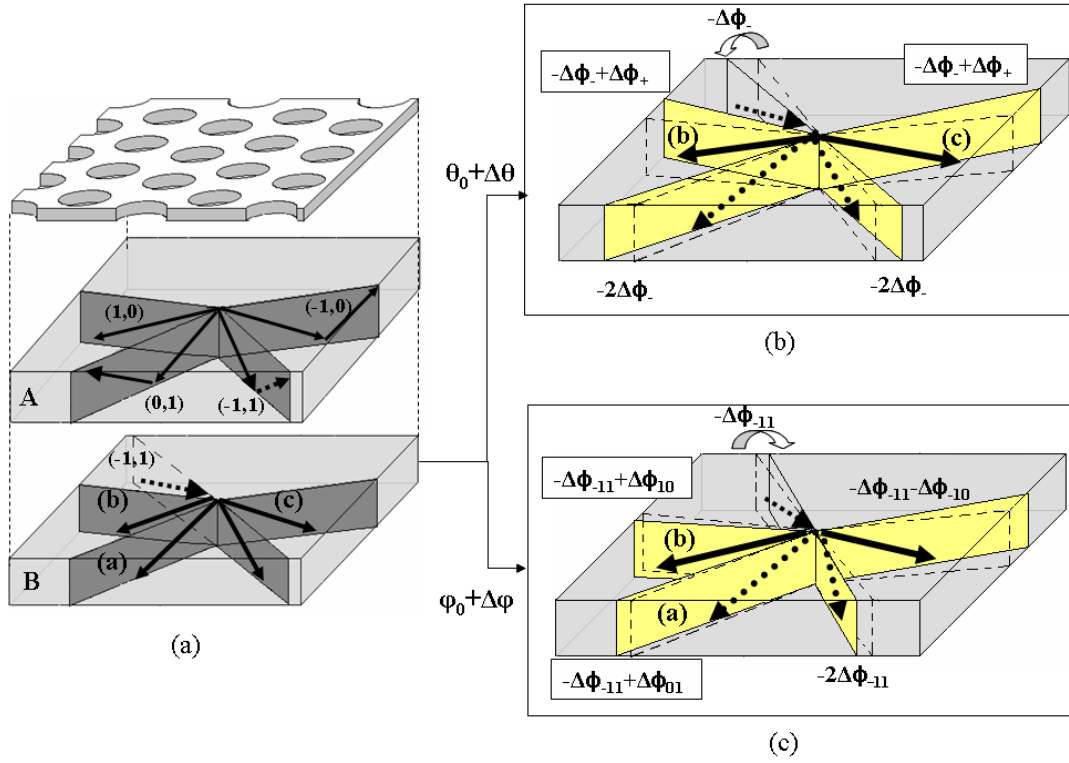 (1,0)
(-1,0)
A
(0,1)
(-1,1)
(-1,1)
(b)
(c)
(a)
B
(a)
θ₀+Δθ
φ₀+Δφ
-Δϕ₋
-Δϕ₋+Δϕ₊
-Δϕ₋+Δϕ₊
(b)
(c)
-2Δϕ₋
-2Δϕ₋
(b)
-Δϕ₋₁₁
-Δϕ₋₁₁+Δϕ₁₀
-Δϕ₋₁₁-Δϕ₋₁₀
(b)
(a)
-Δϕ₋₁₁+Δϕ₀₁
-2Δϕ₋₁₁
(c)